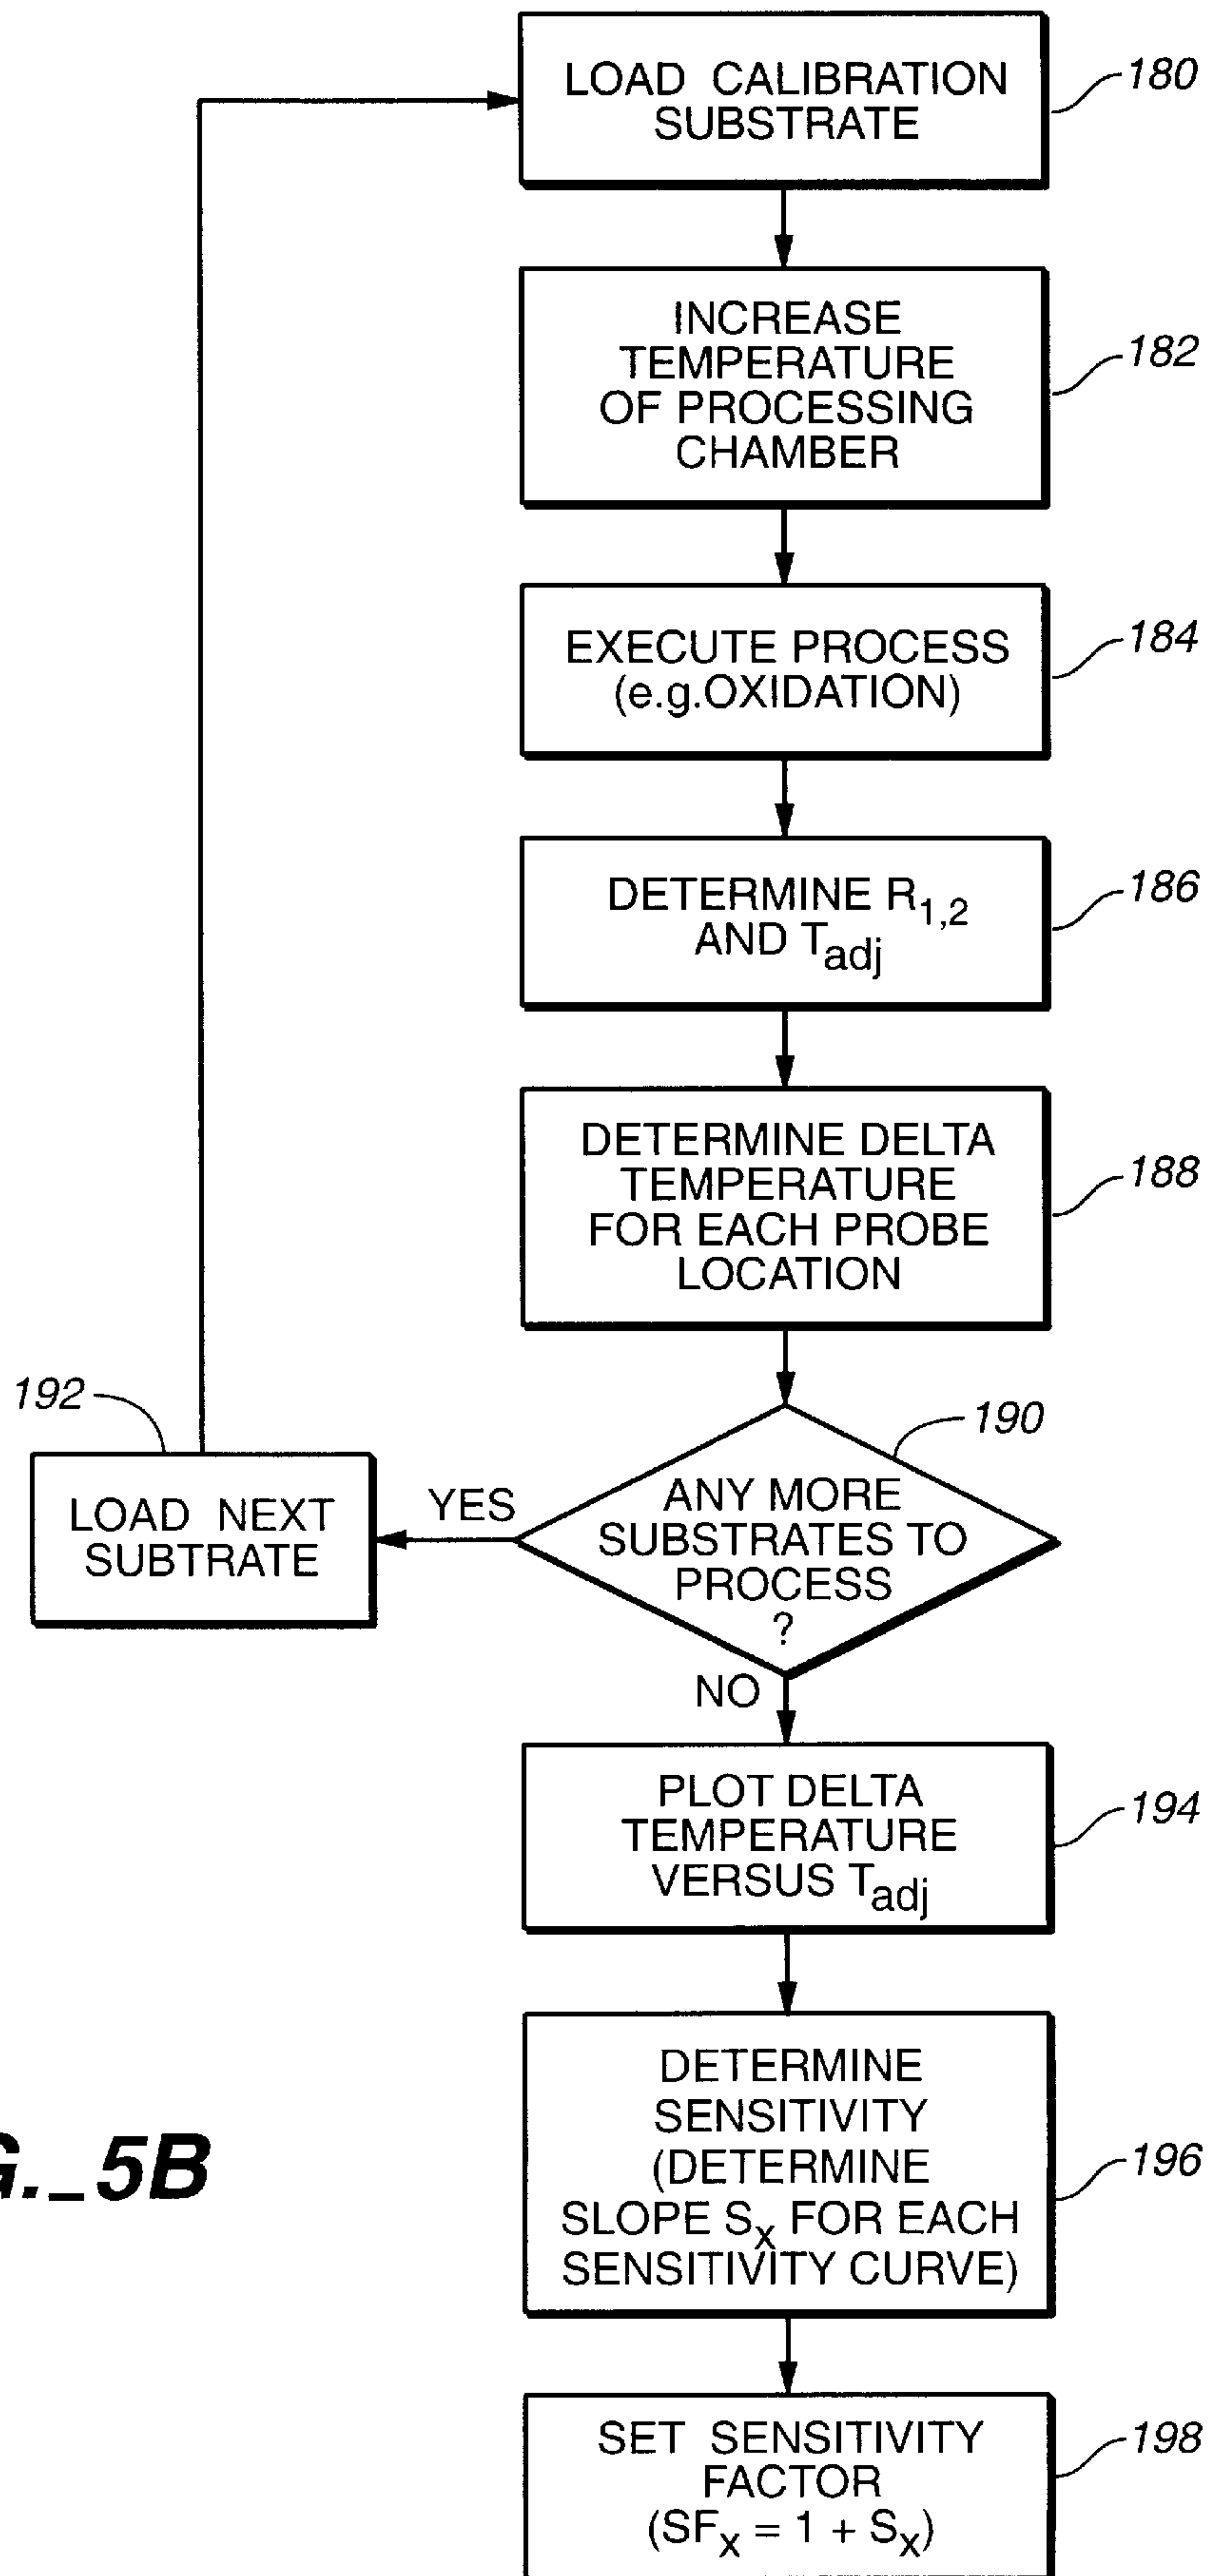 LOAD CALIBRATION
SUBSTRATE
180
INCREASE
TEMPERATURE
OF PROCESSING
CHAMBER
182
EXECUTE PROCESS
(e.g.OXIDATION)
184
DETERMINE R1,2
AND Tadj
186
DETERMINE DELTA
TEMPERATURE
FOR EACH PROBE
LOCATION
188
190
ANY MORE
SUBSTRATES TO
PROCESS
?
YES
192
LOAD NEXT
SUBTRATE
NO
PLOT DELTA
TEMPERATURE
VERSUS Tadj
194
DETERMINE
SENSITIVITY
(DETERMINE
SLOPE Sx FOR EACH
SENSITIVITY CURVE)
196
G._5B
SET SENSITIVITY
FACTOR
(SFx = 1 + Sx)
198